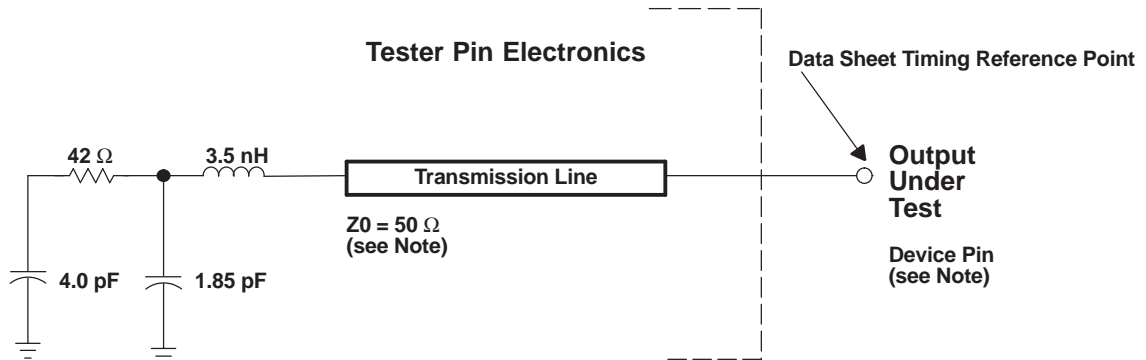 Tester Pin Electronics
Data Sheet Timing Reference Point
42 Ω
3.5 nH
Transmission Line
Output
Under
Test
Z0 = 50 Ω
(see Note)
Device Pin
(see Note)
4.0 pF
1.85 pF